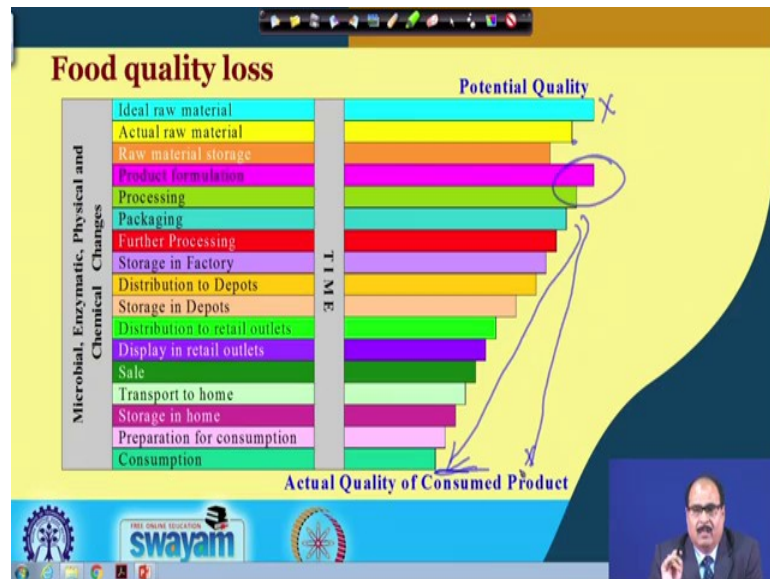 Food quality loss
Potential Quality
Microbial, Enzymatic, Physical and
Chemical Changes
TIME
Ideal raw material
Actual raw material
Raw material storage
Product formulation
Processing
Packaging
Further Processing
Storage in Factory
Distribution to Depots
Storage in Depots
Distribution to retail outlets
Display in retail outlets
Sale
Transport to home
Storage in home
Preparation for consumption
Consumption
Actual Quality of Consumed Product
FREE ONLINE EDUCATION
swayam